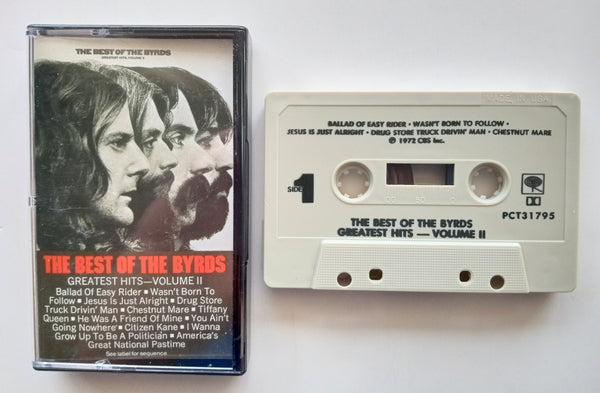 THE BEST OF THE BYRDS
GREATEST HITS, VOLUME II
THE BEST OF THE BYRDS
GREATEST HITS—VOLUME II
Ballad Of Easy Rider ■ Wasn't Born To
Follow ■ Jesus Is Just Alright ■ Drug Store
Truck Drivin' Man ■ Chestnut Mare ■ Tiffany
Queen ■ He Was A Friend Of Mine ■ You Ain't
Going Nowhere ■ Citizen Kane ■ I Wanna
Grow Up To Be A Politician ■ America's
Great National Pastime
See label for sequence
MADE IN USA
BALLAD OF EASY RIDER • WASN'T BORN TO FOLLOW •
JESUS IS JUST ALRIGHT • DRUG STORE TRUCK DRIVIN' MAN • CHESTNUT MARE
℗ 1972 CBS Inc.
SIDE 1
100 50 0
PCT31795
THE BEST OF THE BYRDS
GREATEST HITS — VOLUME II